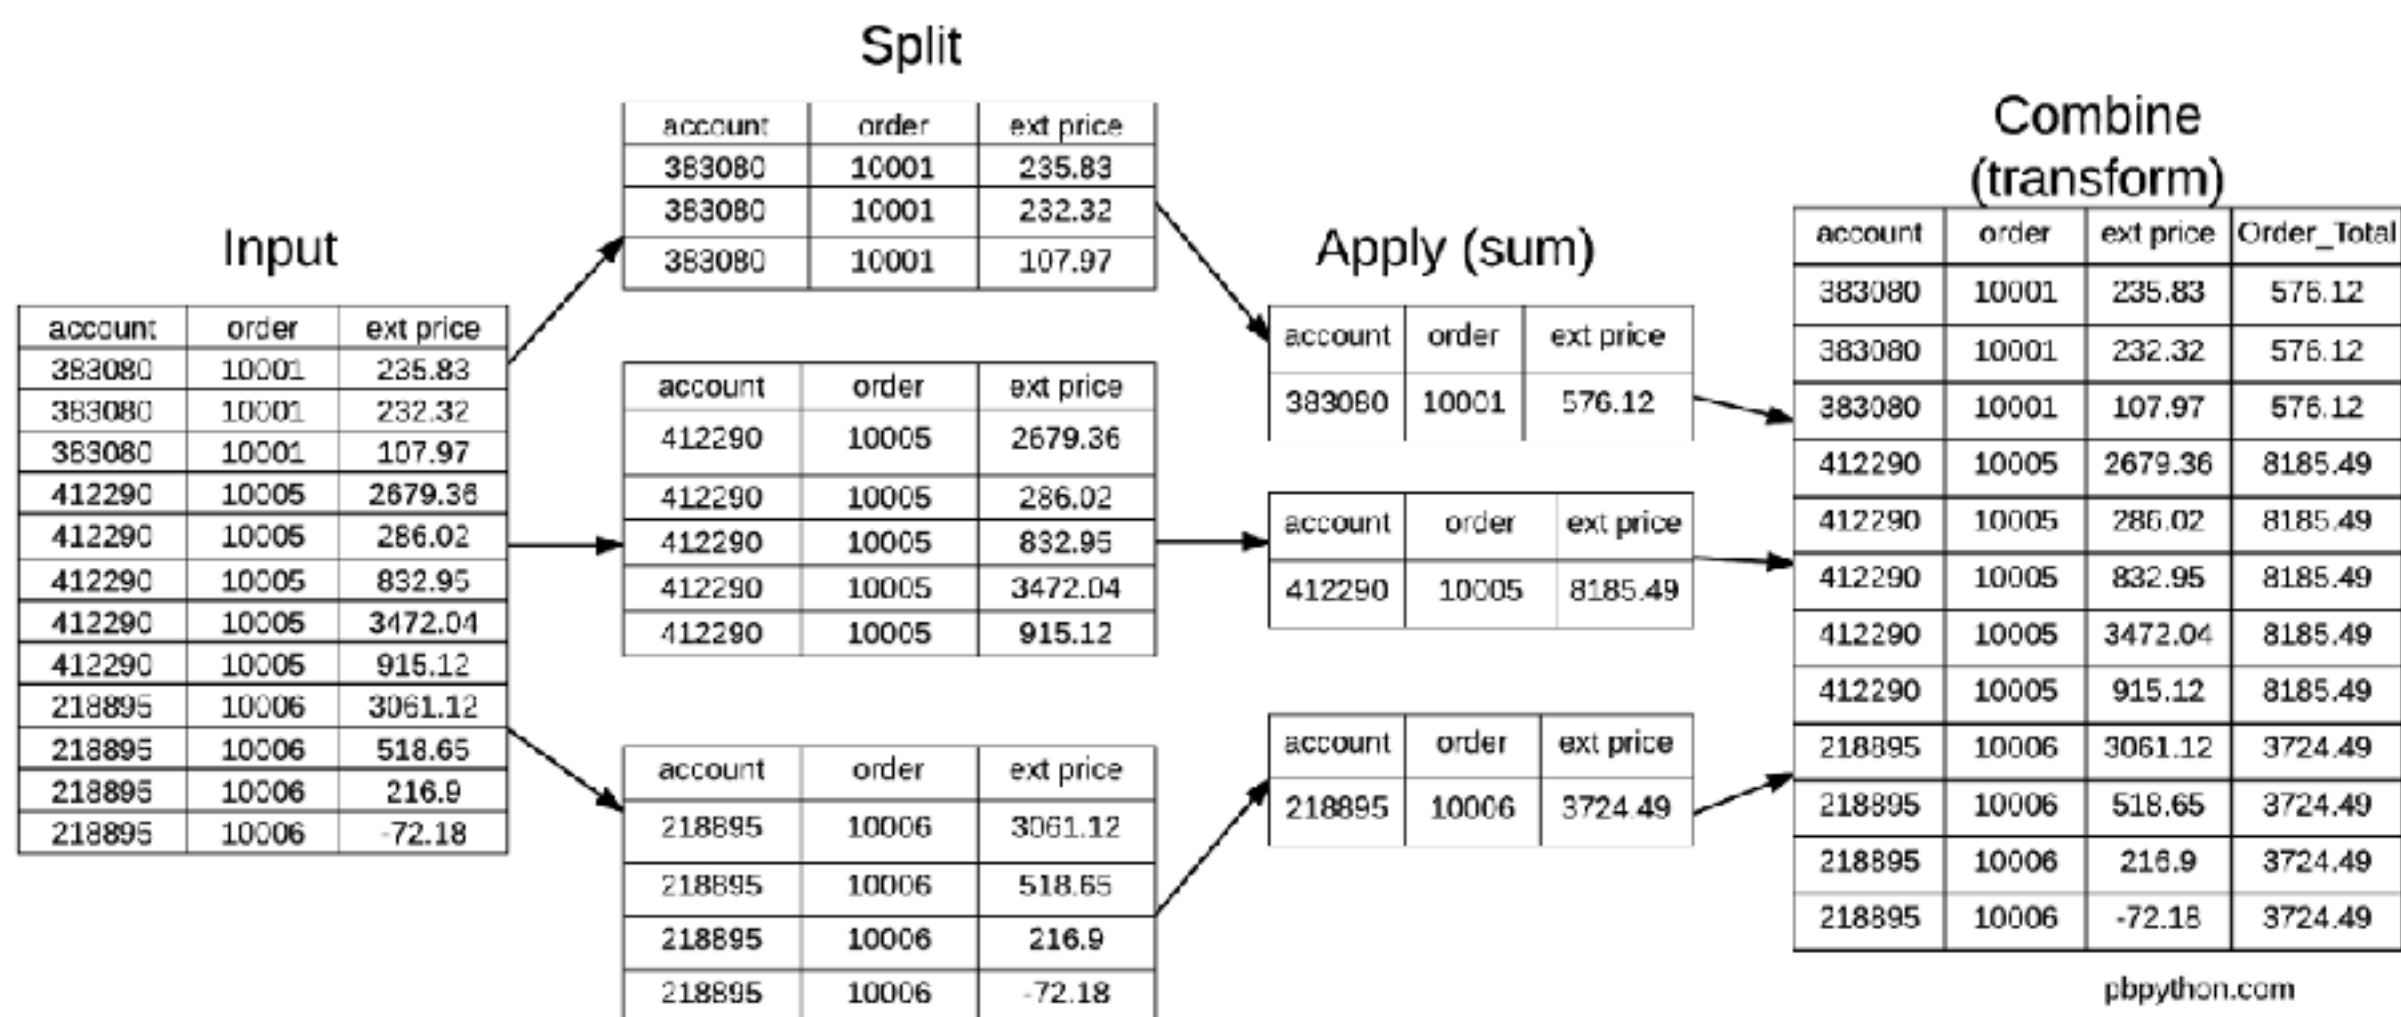 Input
account order ext price
383080 10001 235.83
383080 10001 232.32
383080 10001 107.97
412290 10005 2679.36
412290 10005 286.02
412290 10005 832.95
412290 10005 3472.04
412290 10005 915.12
218895 10006 3061.12
218895 10006 518.65
218895 10006 216.9
218895 10006 -72.18
Split
account order ext price
383080 10001 235.83
383080 10001 232.32
383080 10001 107.97
account order ext price
412290 10005 2679.36
412290 10005 286.02
412290 10005 832.95
412290 10005 3472.04
412290 10005 915.12
account order ext price
218895 10006 3061.12
218895 10006 518.65
218895 10006 216.9
218895 10006 -72.18
Apply (sum)
account order ext price
383080 10001 576.12
account order ext price
412290 10005 8185.49
account order ext price
218895 10006 3724.49
Combine
(transform)
account order ext price Order_Total
383080 10001 235.83 576.12
383080 10001 232.32 576.12
383080 10001 107.97 576.12
412290 10005 2679.36 8185.49
412290 10005 286.02 8185.49
412290 10005 832.95 8185.49
412290 10005 3472.04 8185.49
412290 10005 915.12 8185.49
218895 10006 3061.12 3724.49
218895 10006 518.65 3724.49
218895 10006 216.9 3724.49
218895 10006 -72.18 3724.49
pbpython.com